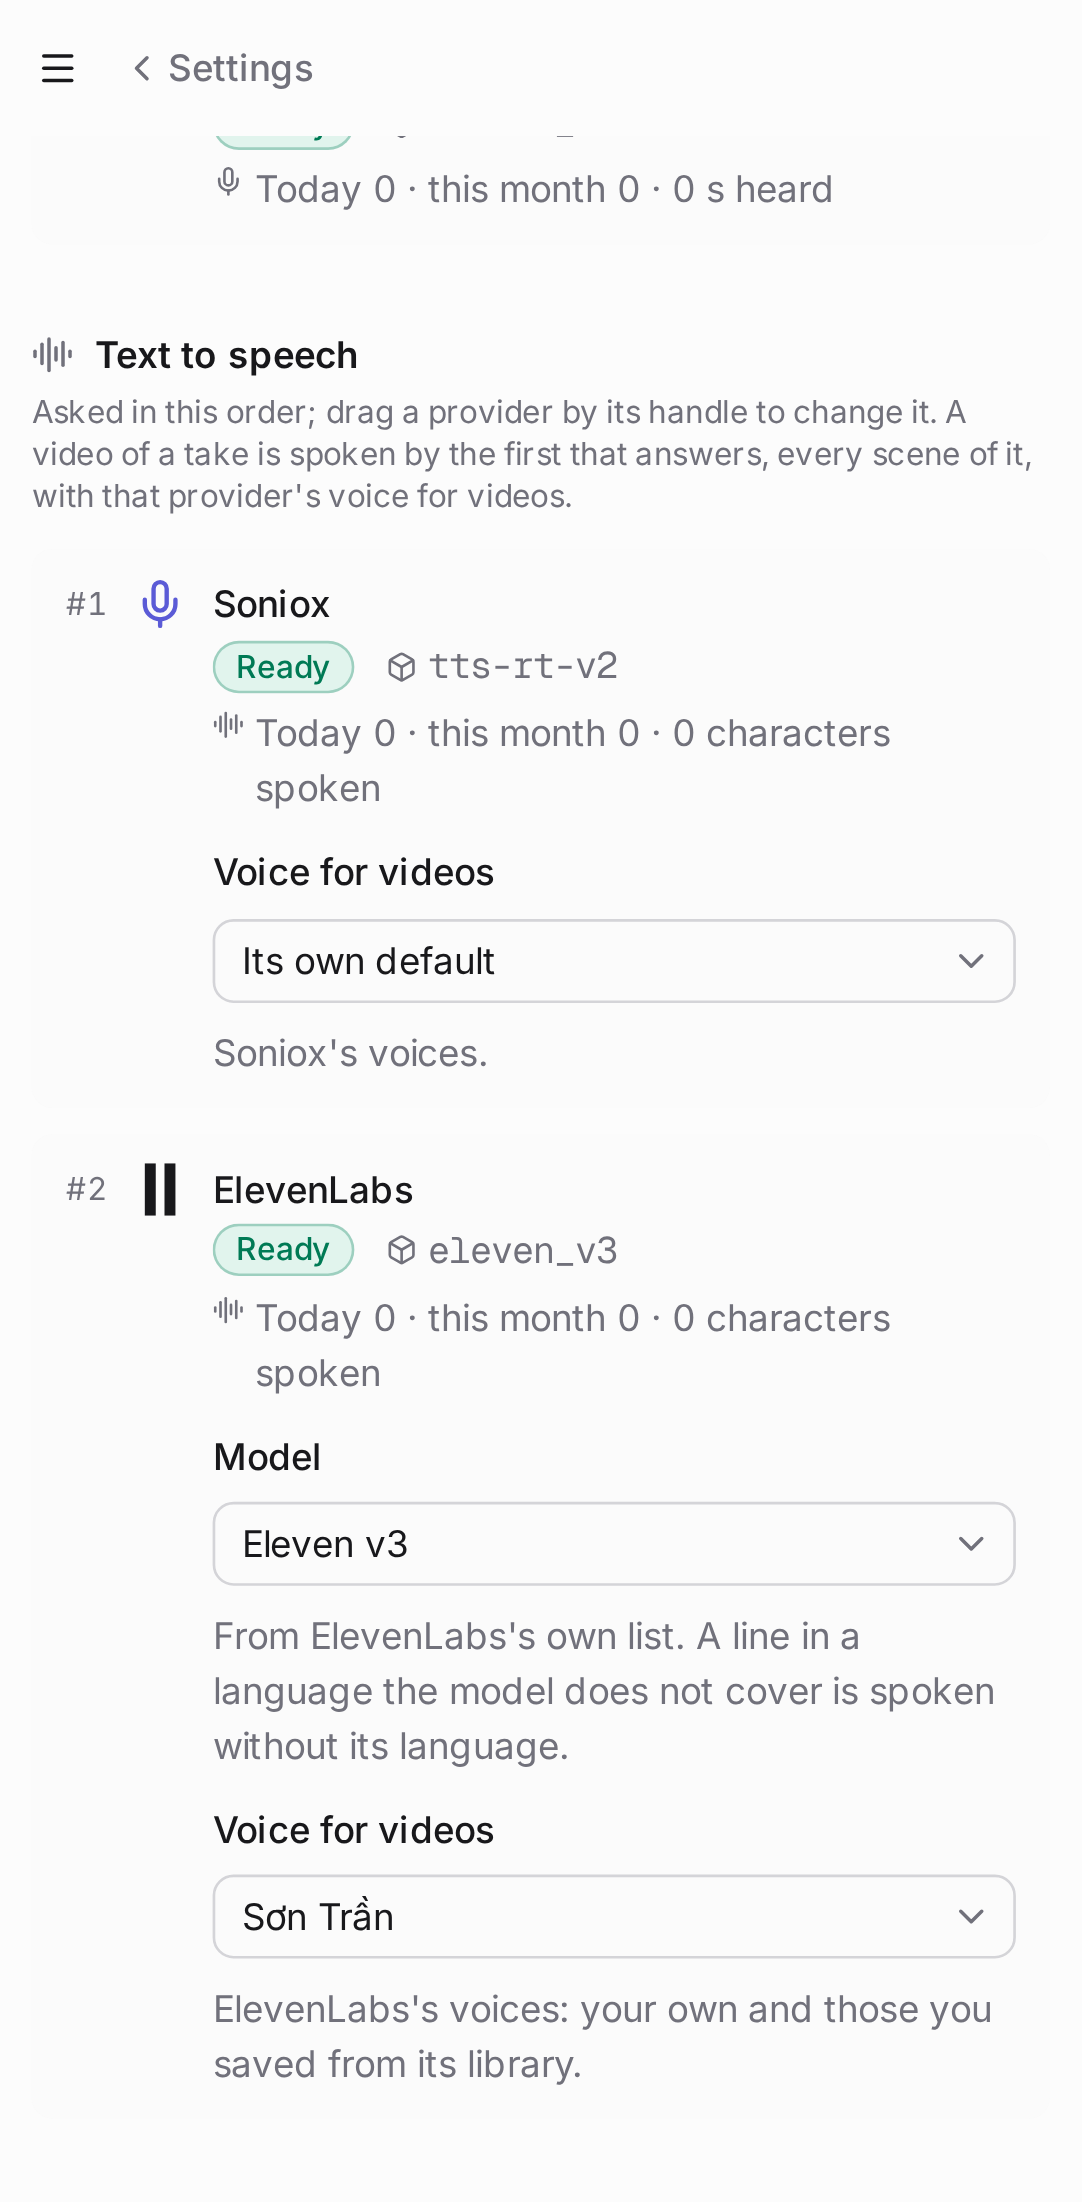 Settings
Today 0 · this month 0 · 0 s heard
Text to speech
Asked in this order; drag a provider by its handle to change it. A
video of a take is spoken by the first that answers, every scene of it,
with that provider's voice for videos.
#1 Soniox
Ready tts-rt-v2
Today 0 · this month 0 · 0 characters
spoken
Voice for videos
Its own default
Soniox's voices.
#2 ElevenLabs
Ready eleven_v3
Today 0 · this month 0 · 0 characters
spoken
Model
Eleven v3
From ElevenLabs's own list. A line in a
language the model does not cover is spoken
without its language.
Voice for videos
Sơn Trần
ElevenLabs's voices: your own and those you
saved from its library.